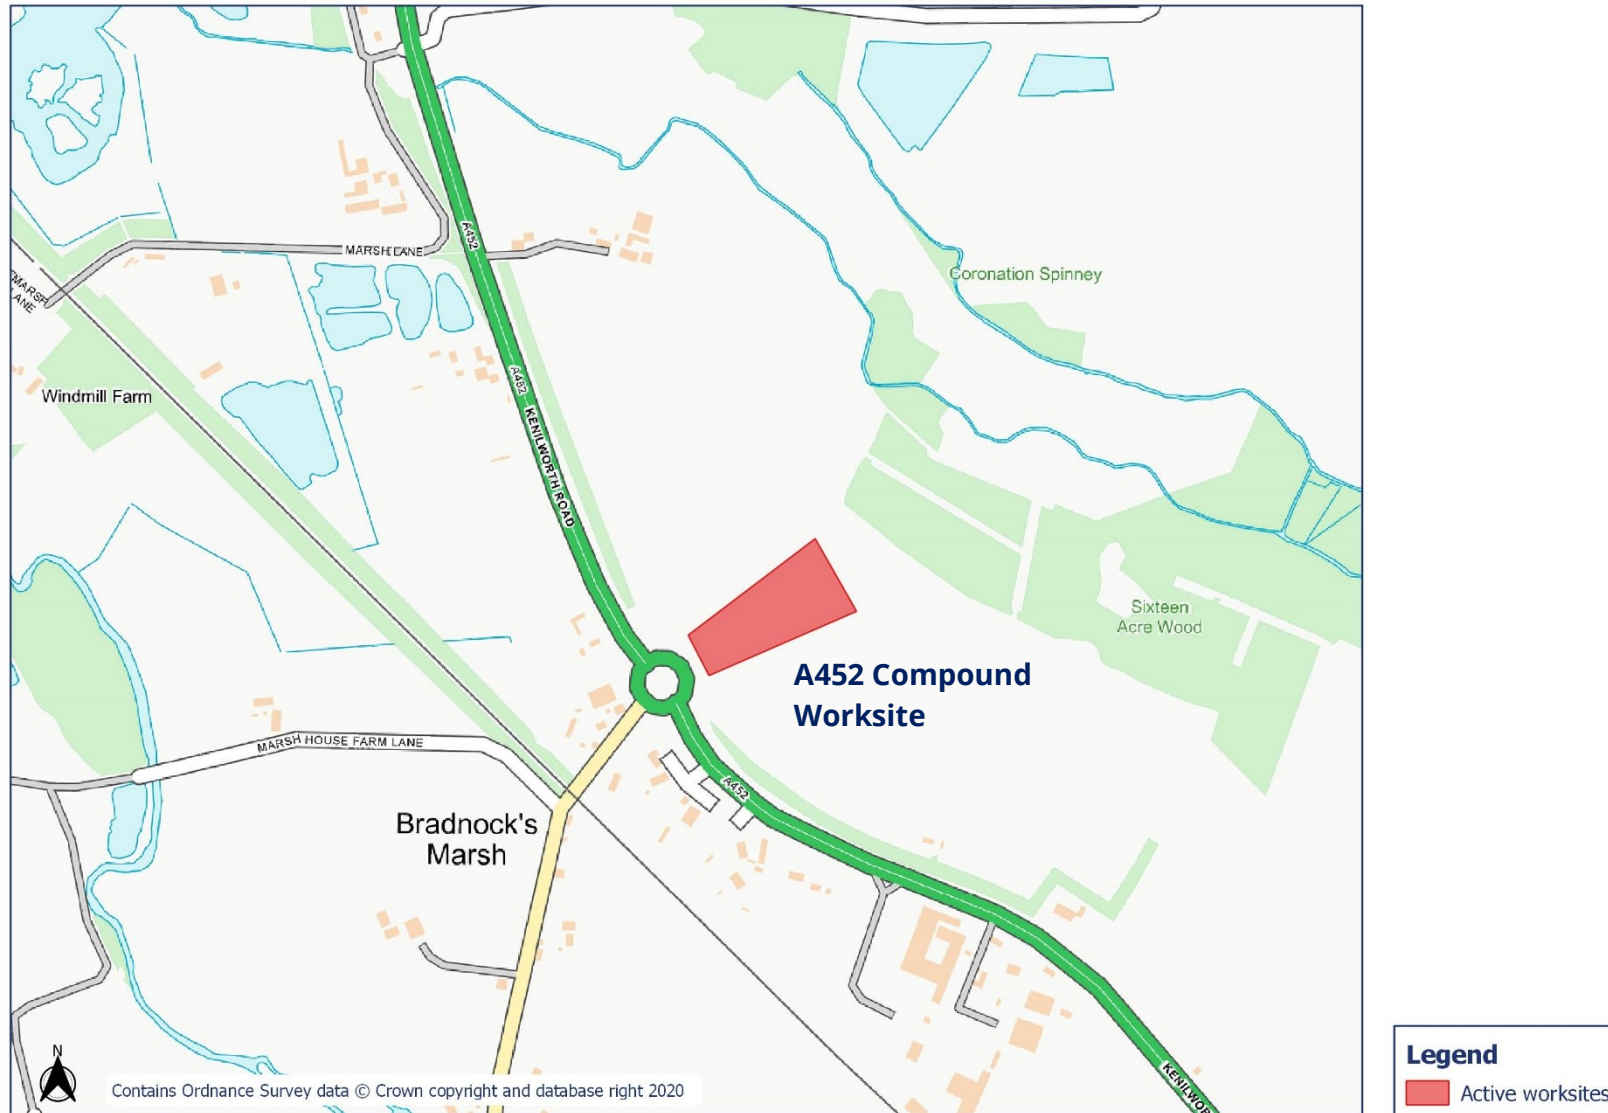 A452
MARSH LANE
Coronation Spinney
MARSH
LANE
A452
Windmill Farm
KENILWORTH ROAD
Sixteen
Acre Wood
A452 Compound
Worksite
MARSH HOUSE FARM LANE
A452
Bradnock's
Marsh
N
KENILWOR
Contains Ordnance Survey data © Crown copyright and database right 2020
Legend
Active worksites